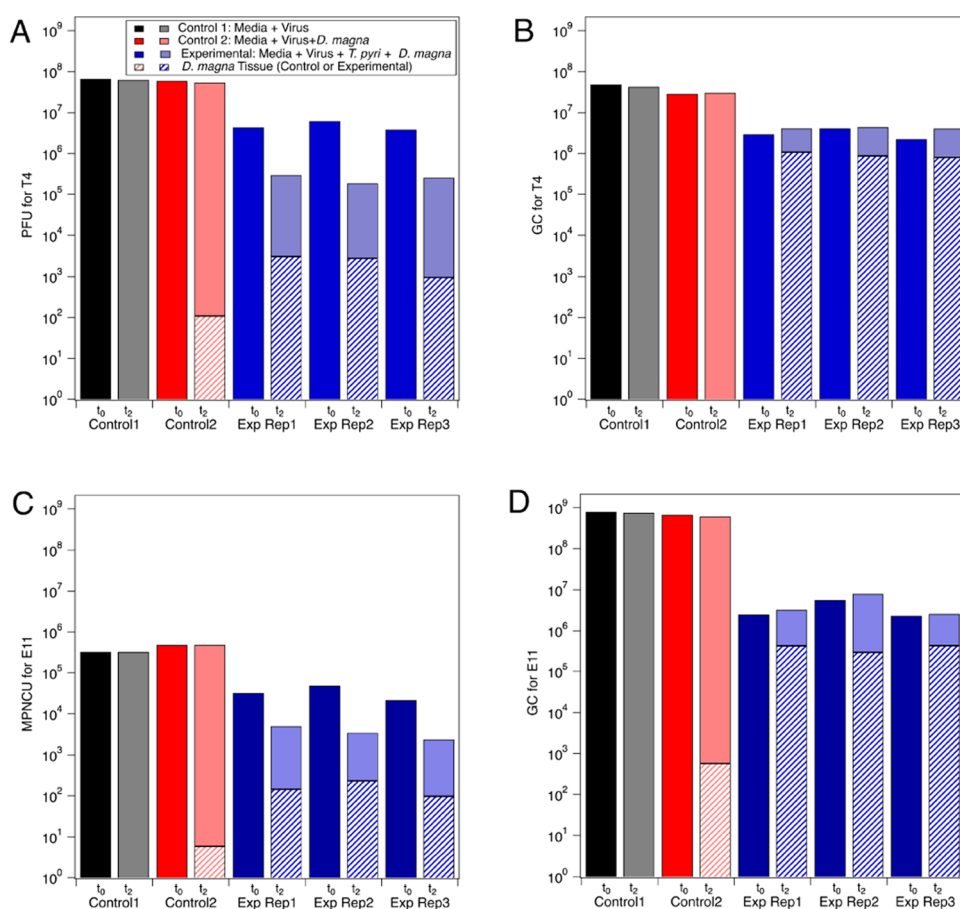 A
Control 1: Media + Virus
Control 2: Media + Virus+D. magna
Experimental: Media + Virus + T. pyri + D. magna
D. magna Tissue (Control or Experimental)
PFU for T4
10⁹
10⁸
10⁷
10⁶
10⁵
10⁴
10³
10²
10¹
10⁰
t₀ t₂ t₀ t₂ t₀ t₂ t₀ t₂ t₀ t₂
Control1 Control2 Exp Rep1 Exp Rep2 Exp Rep3
B
GC for T4
10⁹
10⁸
10⁷
10⁶
10⁵
10⁴
10³
10²
10¹
10⁰
t₀ t₂ t₀ t₂ t₀ t₂ t₀ t₂ t₀ t₂
Control1 Control2 Exp Rep1 Exp Rep2 Exp Rep3
C
MPNCU for E11
10⁹
10⁸
10⁷
10⁶
10⁵
10⁴
10³
10²
10¹
10⁰
t₀ t₂ t₀ t₂ t₀ t₂ t₀ t₂ t₀ t₂
Control1 Control2 Exp Rep1 Exp Rep2 Exp Rep3
D
GC for E11
10⁹
10⁸
10⁷
10⁶
10⁵
10⁴
10³
10²
10¹
10⁰
t₀ t₂ t₀ t₂ t₀ t₂ t₀ t₂ t₀ t₂
Control1 Control2 Exp Rep1 Exp Rep2 Exp Rep3